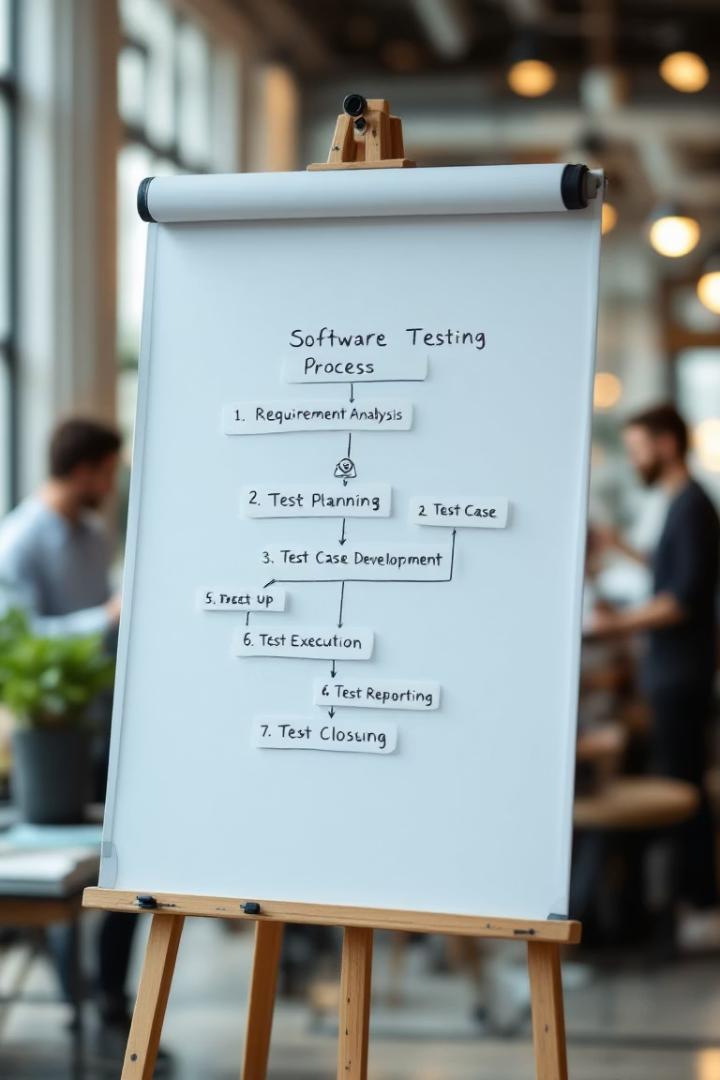 Software Testing
Process
1. Requirement Analysis
2. Test Planning
2 Test Case
3. Test Case Development
5. up
6. Test Execution
6. Test Reporting
7. Test Closing